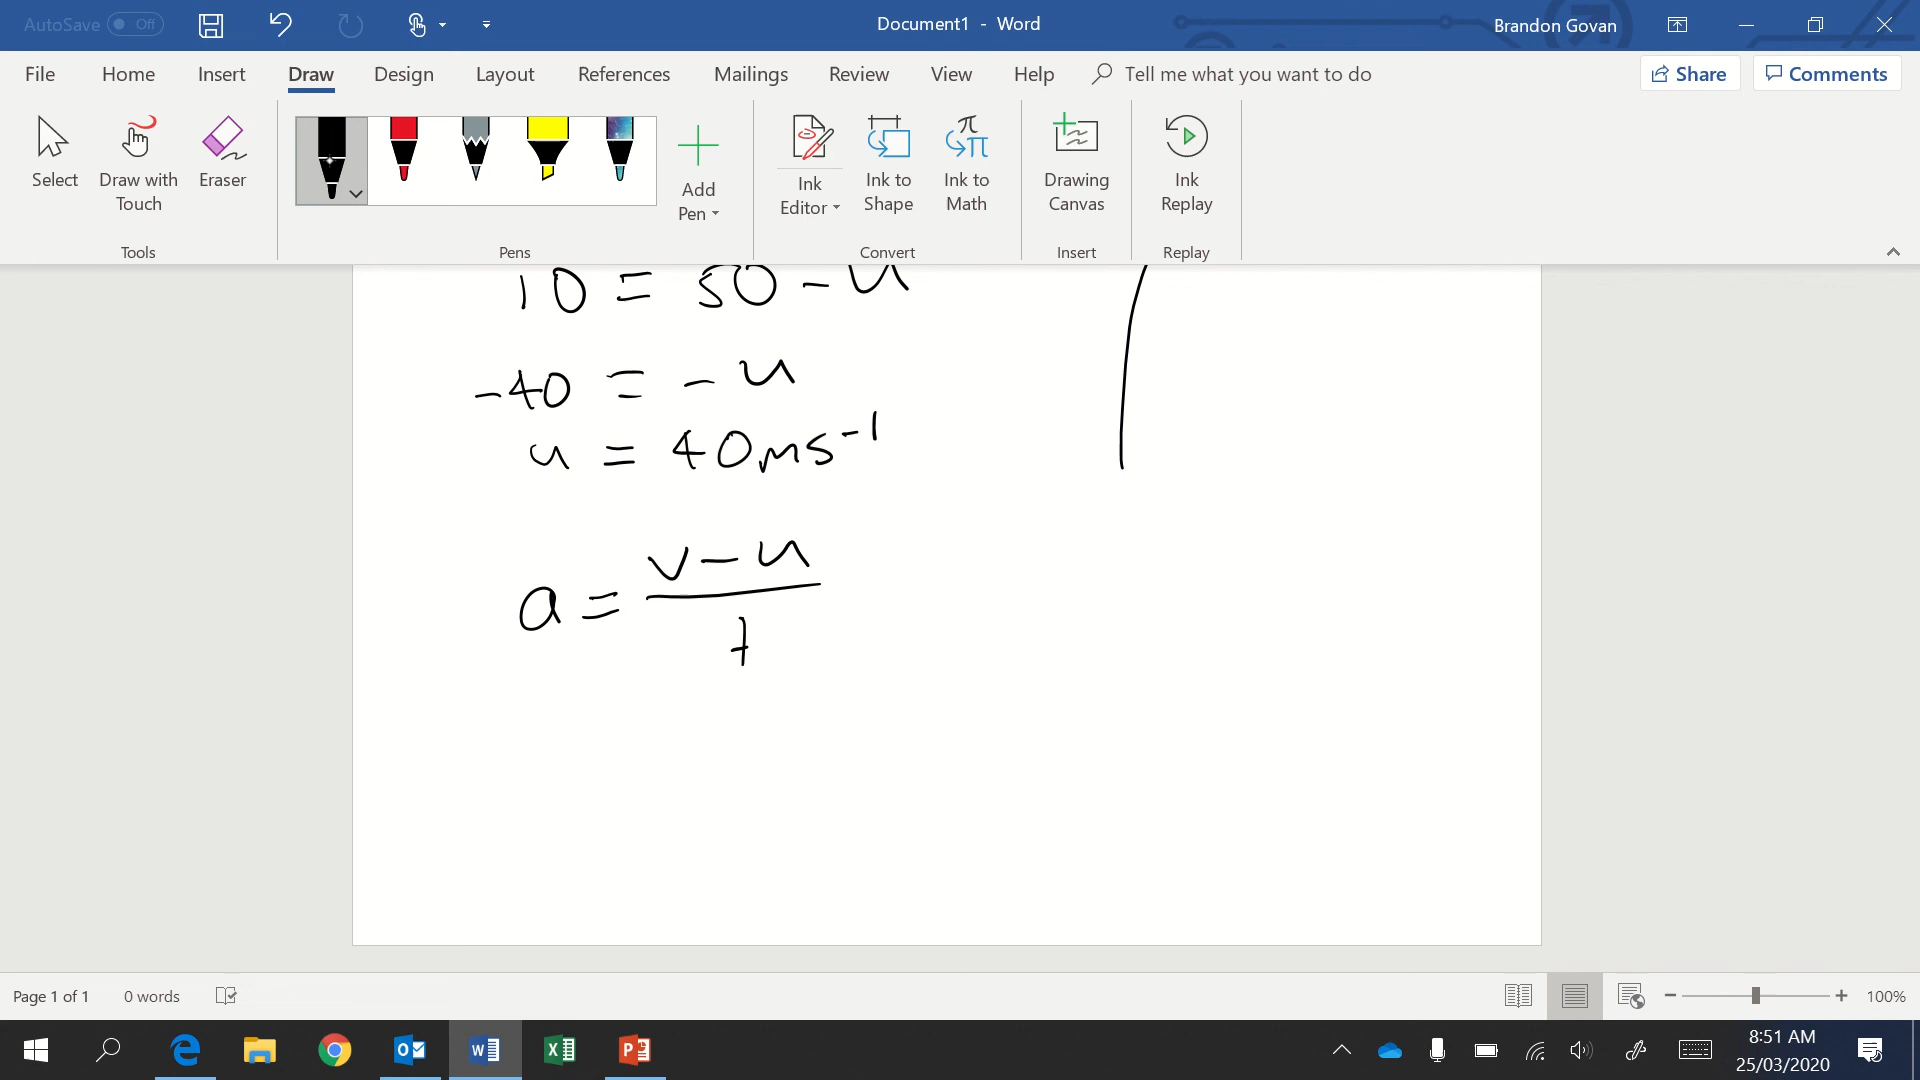 AutoSave Off Document1 - Word Brandon Govan
File Home Insert Draw Design Layout References Mailings Review View Help Tell me what you want to do Share Comments
Select Draw with Touch Eraser Add Pen Ink Editor Ink to Shape Ink to Math Drawing Canvas Ink Replay
Tools Pens Convert Insert Replay
10 = 50 - u
-40 = - u
u = 40ms⁻¹
v - u
a =
t
Page 1 of 1 0 words 100%
8:51 AM
25/03/2020